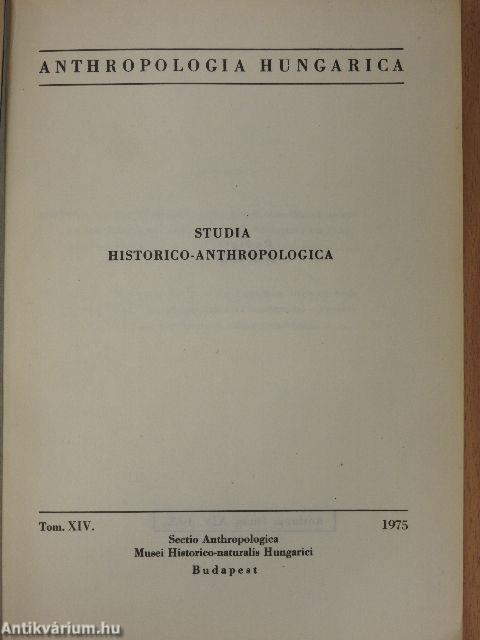 ANTHROPOLOGIA HUNGARICA
STUDIA
HISTORICO-ANTHROPOLOGICA
Tom. XIV. 1975
Sectio Anthropologica
Musei Historico-naturalis Hungarici
Budapest
Antikvárium.hu